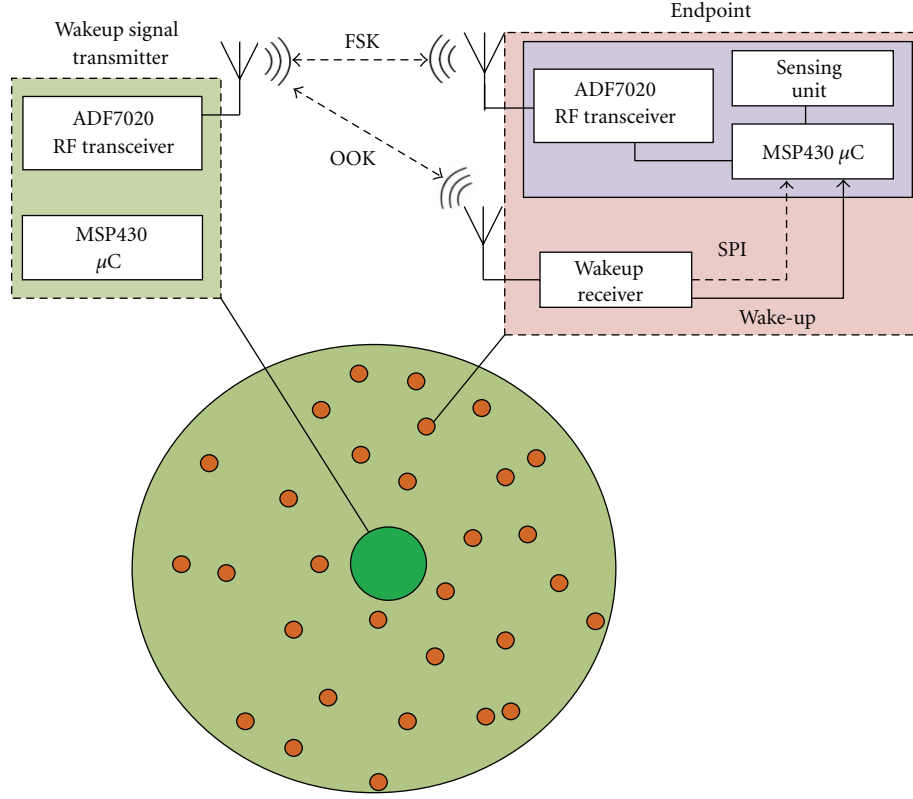 Wakeup signal
transmitter
ADF7020
RF transceiver
MSP430
μC
FSK
OOK
Endpoint
ADF7020
RF transceiver
Sensing
unit
MSP430 μC
Wakeup
receiver
SPI
Wake-up